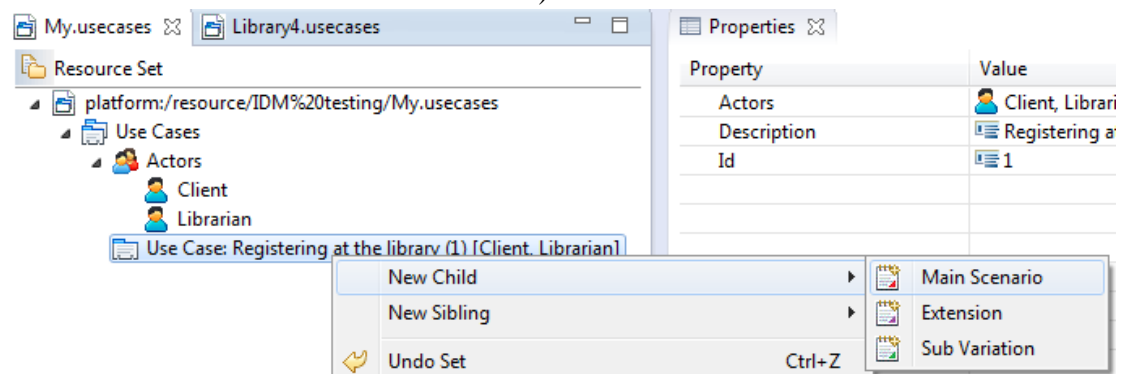 )
My.usecases Library4.usecases Properties
Resource Set Property Value
platform:/resource/IDM%20testing/My.usecases Actors Client, Librari
Use Cases Description Registering a
Actors Id 1
Client
Librarian
Use Case: Registering at the library (1) [Client, Librarian]
New Child Main Scenario
New Sibling Extension
Sub Variation
Undo Set Ctrl+Z